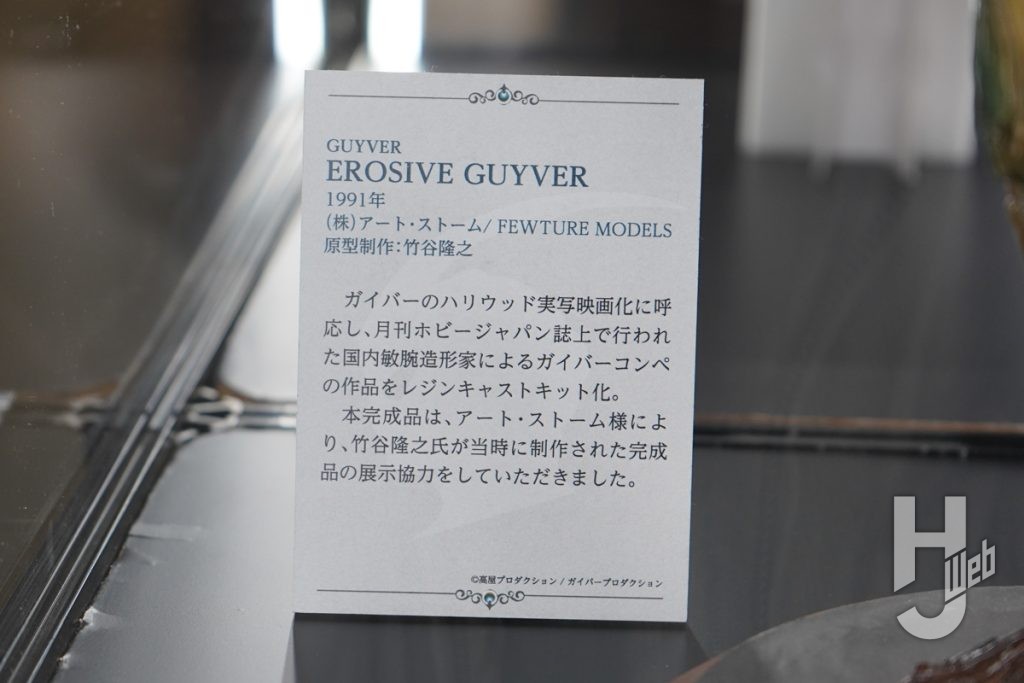 GUYVER
EROSIVE GUYVER
1991年
(株)アート・ストーム/ FEWTURE MODELS
原型制作：竹谷隆之
ガイバーのハリウッド実写映画化に呼
応し、月刊ホビージャパン誌上で行われ
た国内敏腕造形家によるガイバーコンペ
の作品をレジンキャストキット化。
本完成品は、アート・ストーム様によ
り、竹谷隆之氏が当時に制作された完成
品の展示協力をしていただきました。
©高屋プロダクション / ガイバープロダクション
HJ Web